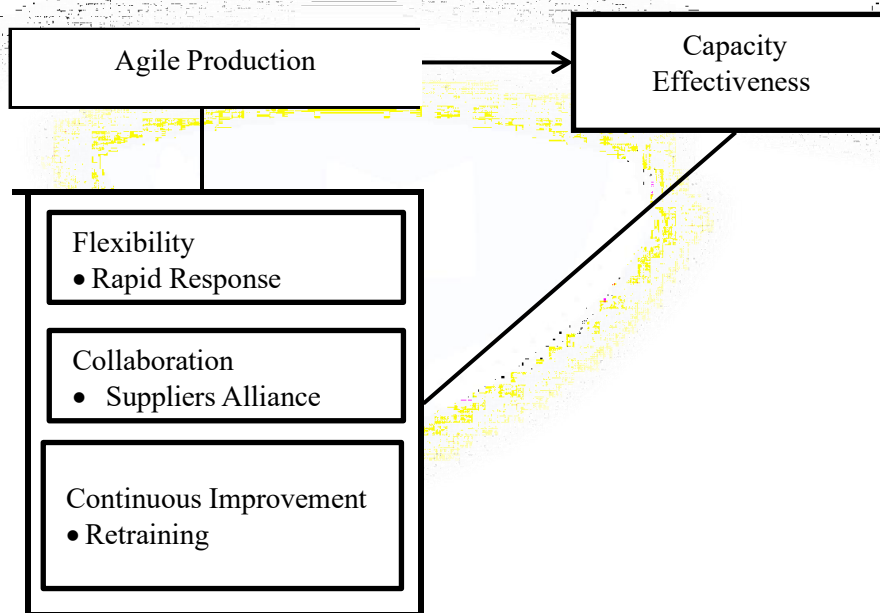 Agile Production
Capacity
Effectiveness
Flexibility
• Rapid Response
Collaboration
• Suppliers Alliance
Continuous Improvement
• Retraining